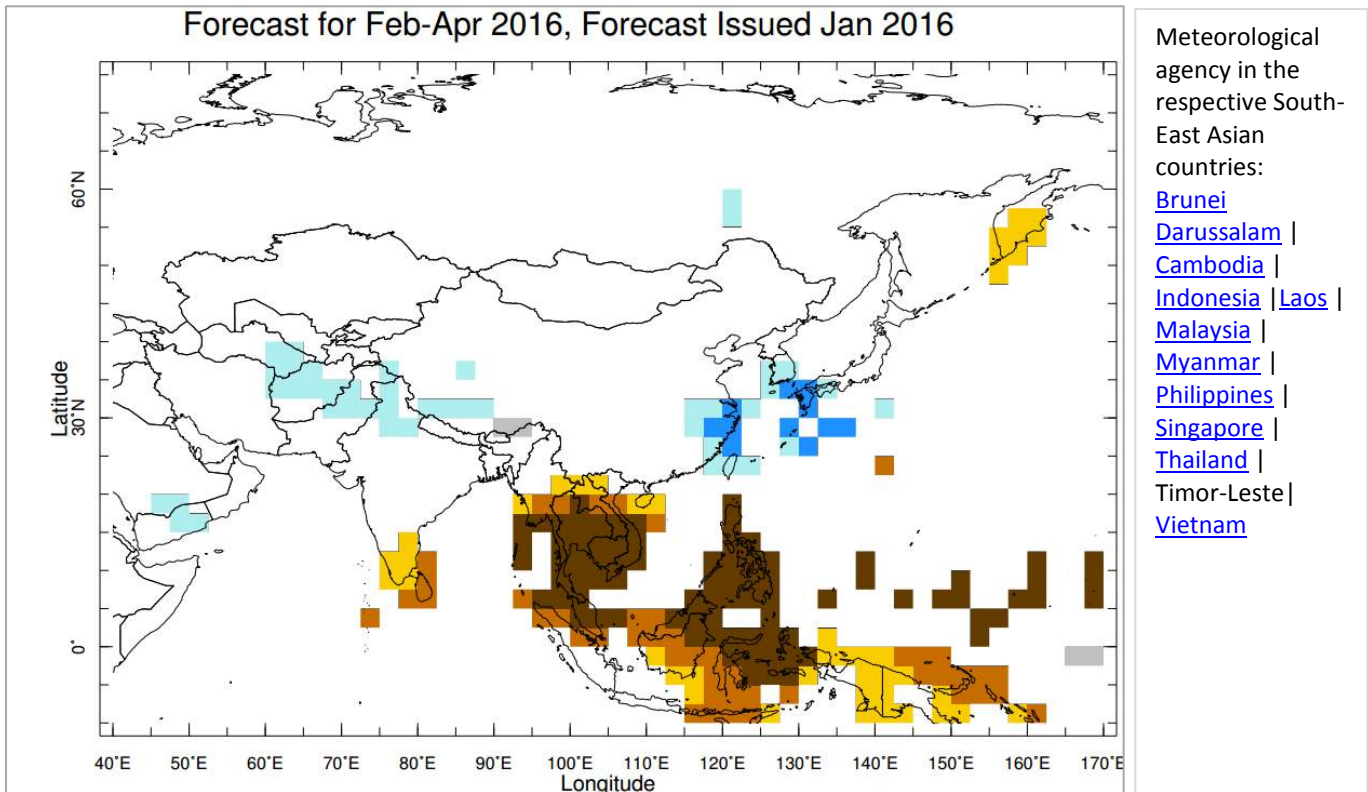 Forecast for Feb-Apr 2016, Forecast Issued Jan 2016
60˚N
30˚N
0˚
Latitude
40˚E 50˚E 60˚E 70˚E 80˚E 90˚E 100˚E 110˚E 120˚E 130˚E 140˚E 150˚E 160˚E 170˚E
Longitude
Meteorological
agency in the
respective South-
East Asian
countries:
Brunei
Darussalam |
Cambodia |
Indonesia |Laos |
Malaysia |
Myanmar |
Philippines |
Singapore |
Thailand |
Timor-Leste|
Vietnam